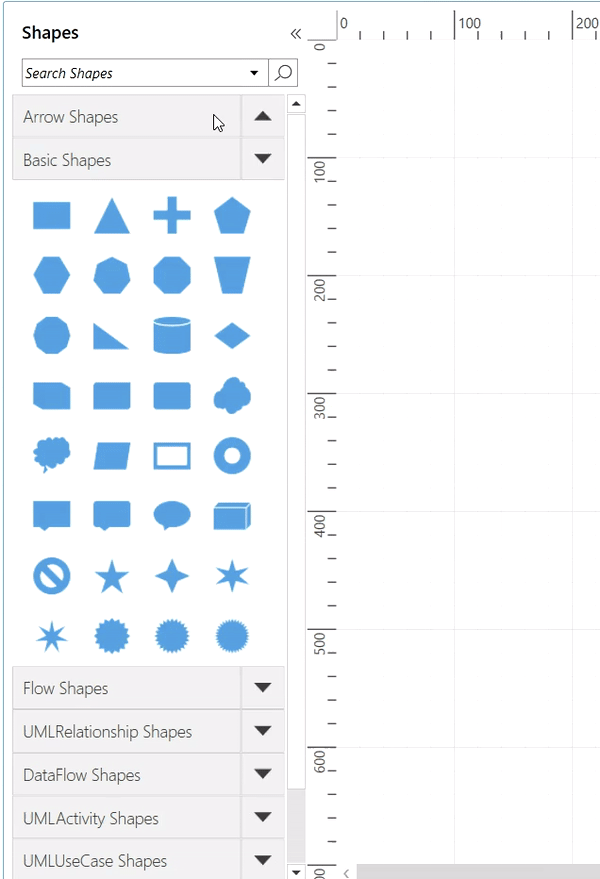 Shapes
0 100 200
Search Shapes
0
Arrow Shapes
Basic Shapes
100
200
300
400
500
Flow Shapes
UMLRelationship Shapes
600
DataFlow Shapes
UMLActivity Shapes
UMLUseCase Shapes